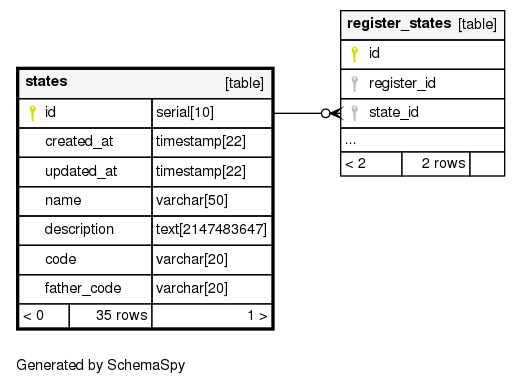 register_states [table]
id
register_id
state_id
...
< 2 2 rows
states [table]
id serial[10]
created_at timestamp[22]
updated_at timestamp[22]
name varchar[50]
description text[2147483647]
code varchar[20]
father_code varchar[20]
< 0 35 rows 1 >
Generated by SchemaSpy